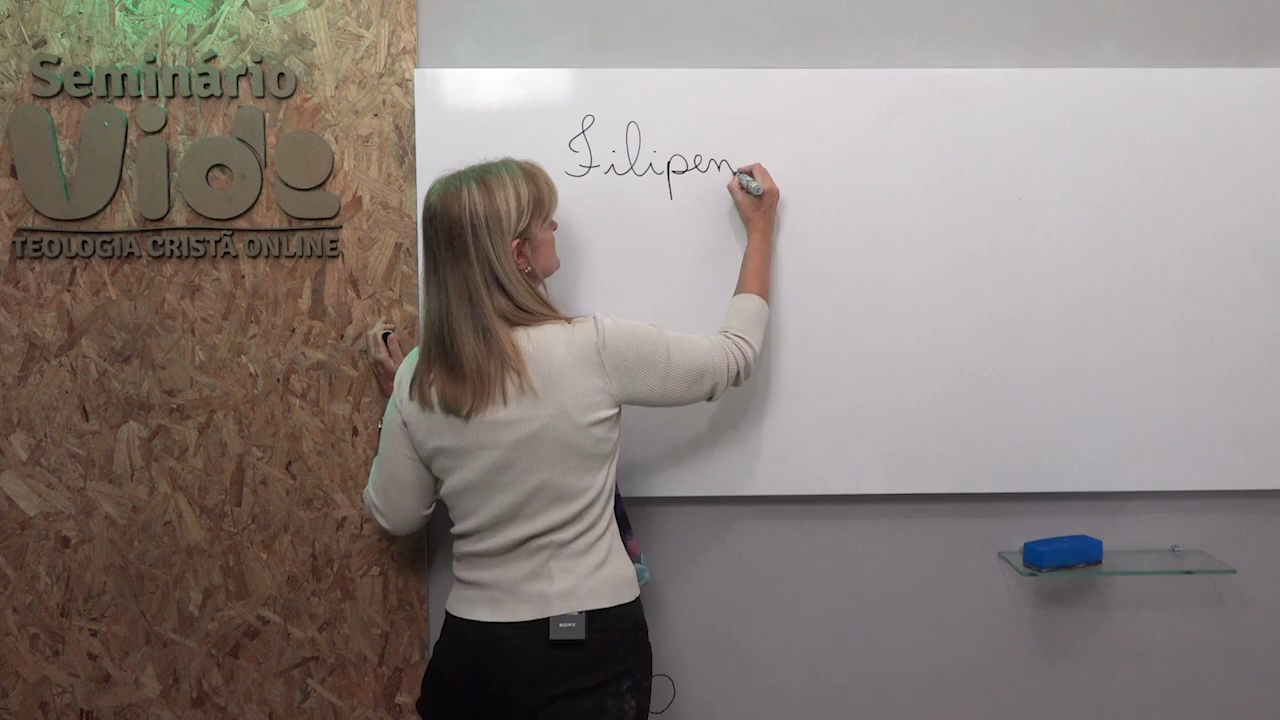 Seminário
Vida
TEOLOGIA CRISTÃ ONLINE
Filipen
SONY